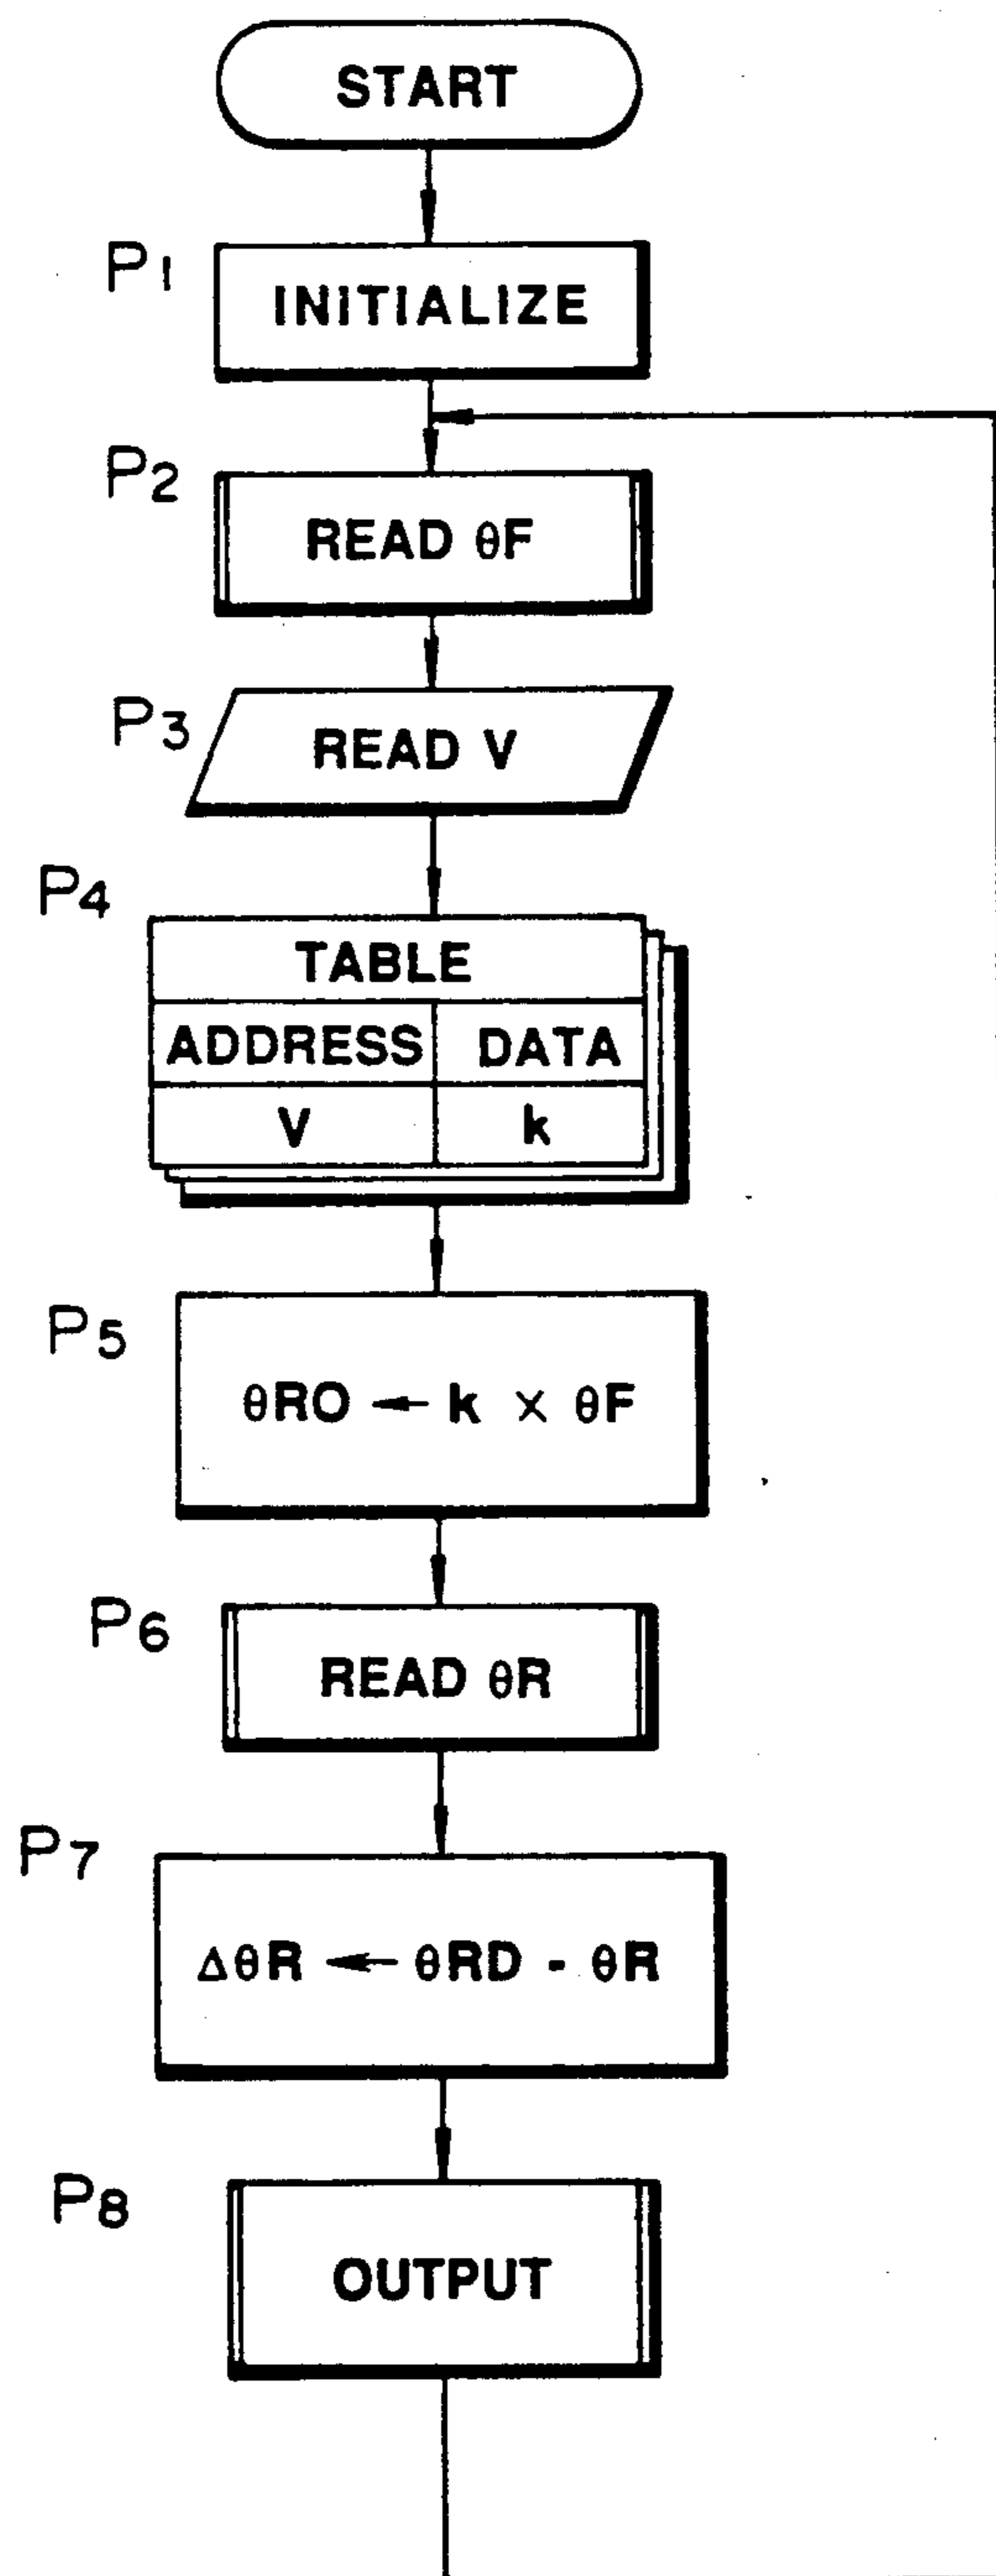 START
P1
INITIALIZE
P2
READ θF
P3
READ V
P4
TABLE
ADDRESS DATA
V k
P5
θRO ← k × θF
P6
READ θR
P7
ΔθR ← θRD - θR
P8
OUTPUT